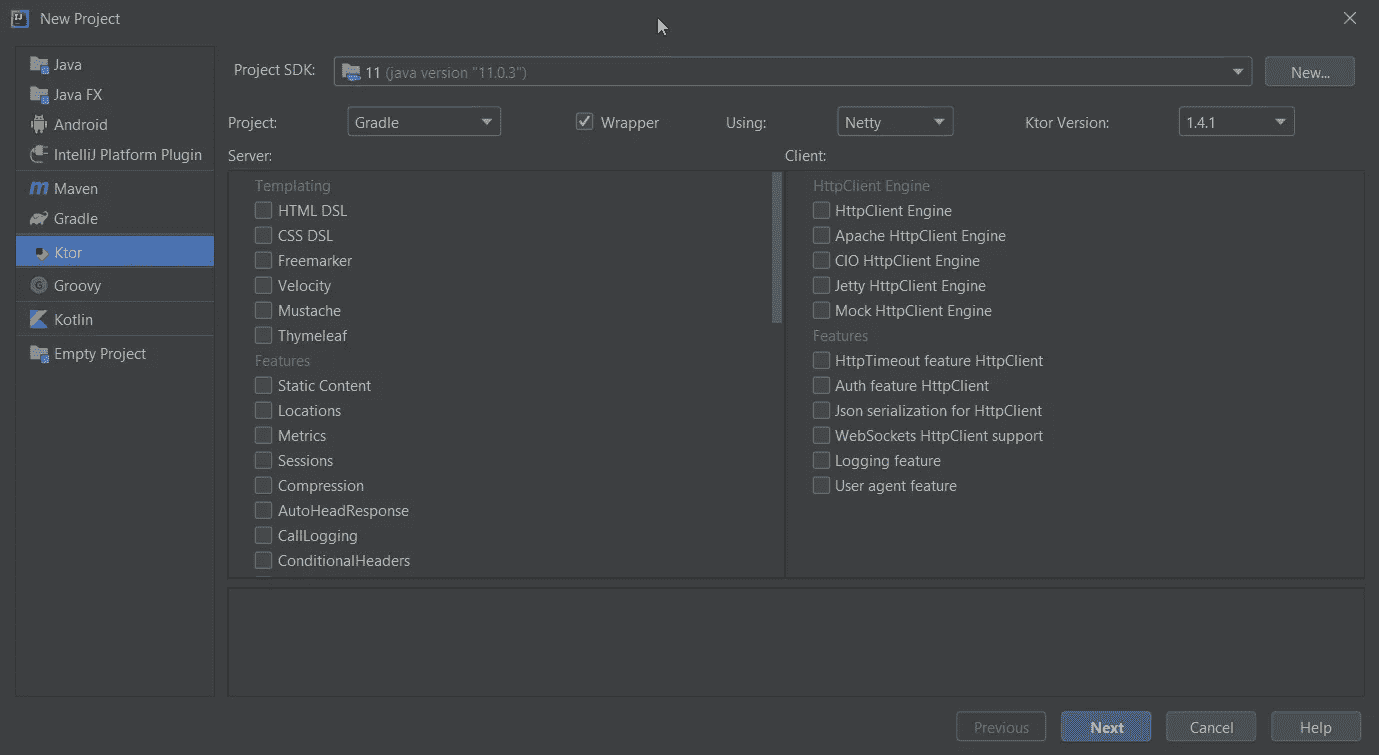 New Project
Java
Java FX
Android
IntelliJ Platform Plugin
Maven
Gradle
Ktor
Groovy
Kotlin
Empty Project
Project SDK: 11 (java version "11.0.3") New...
Project: Gradle Wrapper Using: Netty Ktor Version: 1.4.1
Server:
Templating
HTML DSL
CSS DSL
Freemarker
Velocity
Mustache
Thymeleaf
Features
Static Content
Locations
Metrics
Sessions
Compression
AutoHeadResponse
CallLogging
ConditionalHeaders
Client:
HttpClient Engine
HttpClient Engine
Apache HttpClient Engine
CIO HttpClient Engine
Jetty HttpClient Engine
Mock HttpClient Engine
Features
HttpTimeout feature HttpClient
Auth feature HttpClient
Json serialization for HttpClient
WebSockets HttpClient support
Logging feature
User agent feature
Previous Next Cancel Help